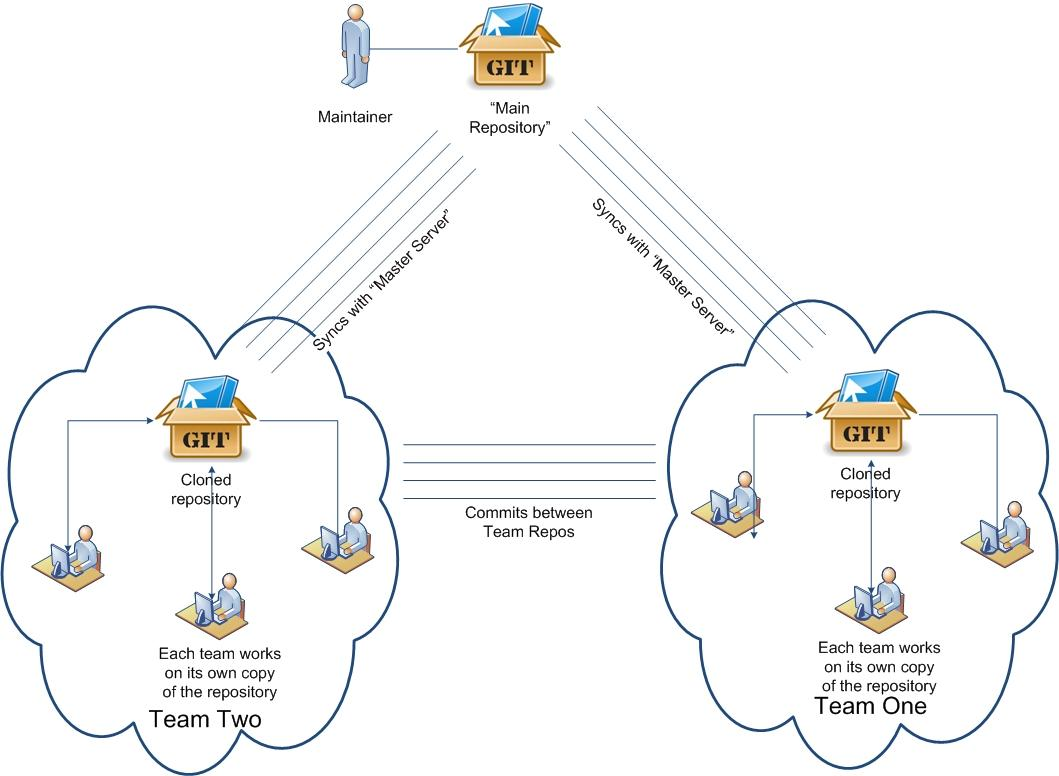 GIT
Maintainer
“Main
Repository”
Syncs with “Master Server”
Syncs with “Master Server”
GIT
Cloned
repository
GIT
Cloned
repository
Commits between
Team Repos
Each team works
on its own copy
of the repository
Team Two
Each team works
on its own copy
of the repository
Team One